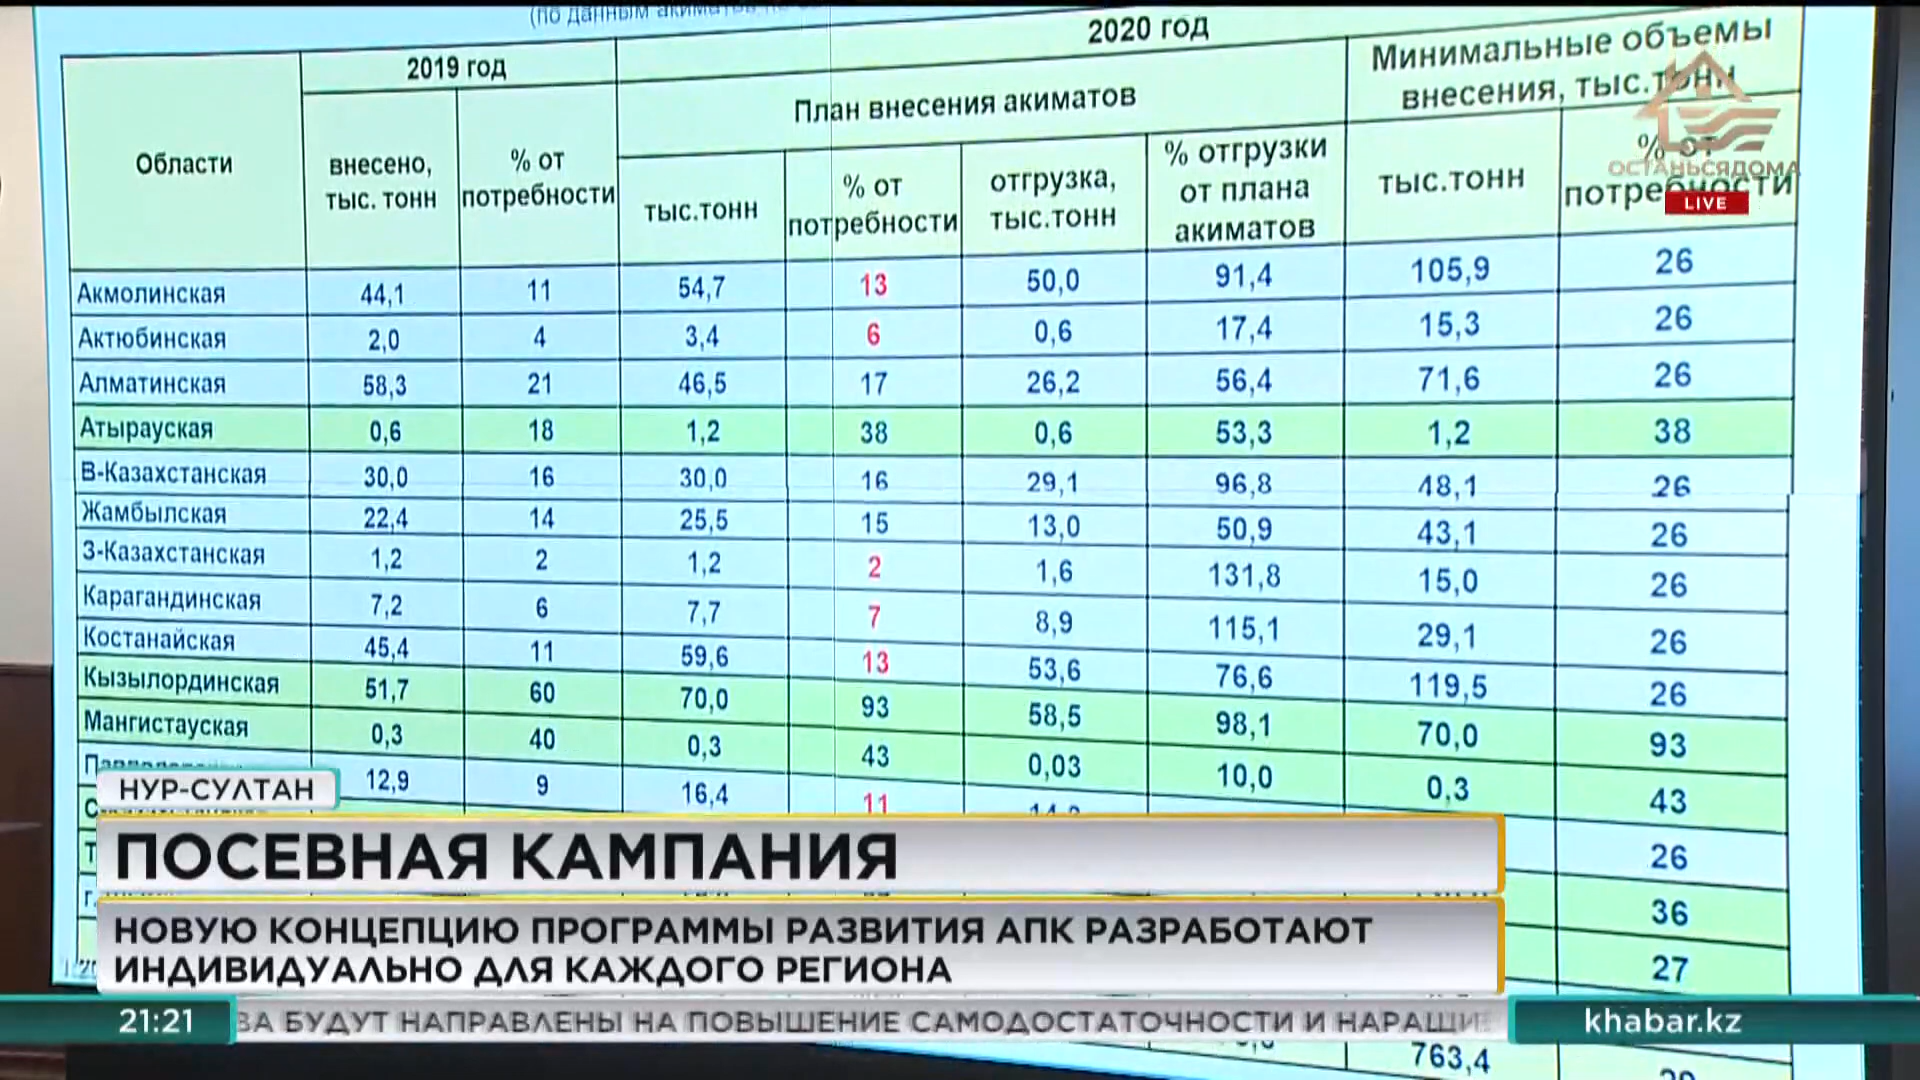 (по данным акиматов
Области
2019 год
2020 год
внесено, тыс. тонн
% от потребности
План внесения акиматов
Минимальные объемы внесения, тыс.тонн
тыс.тонн
% от потребности
отгрузка, тыс.тонн
% отгрузки от плана акиматов
тыс.тонн
% от потребности
ОСТАНЬСЯДОМА
LIVE
Акмолинская 44,1 11 54,7 13 50,0 91,4 105,9 26
Актюбинская 2,0 4 3,4 6 0,6 17,4 15,3 26
Алматинская 58,3 21 46,5 17 26,2 56,4 71,6 26
Атырауская 0,6 18 1,2 38 0,6 53,3 1,2 38
В-Казахстанская 30,0 16 30,0 16 29,1 96,8 48,1 26
Жамбылская 22,4 14 25,5 15 13,0 50,9 43,1 26
З-Казахстанская 1,2 2 1,2 2 1,6 131,8 15,0 26
Карагандинская 7,2 6 7,7 7 8,9 115,1 29,1 26
Костанайская 45,4 11 59,6 13 53,6 76,6 119,5 26
Кызылординская 51,7 60 70,0 93 58,5 98,1 70,0 93
Мангистауская 0,3 40 0,3 43 0,03 10,0 0,3 43
12,9 9 16,4 11 26
36
27
763,4
НУР-СУЛТАН
ПОСЕВНАЯ КАМПАНИЯ
НОВУЮ КОНЦЕПЦИЮ ПРОГРАММЫ РАЗВИТИЯ АПК РАЗРАБОТАЮТ
ИНДИВИДУАЛЬНО ДЛЯ КАЖДОГО РЕГИОНА
21:21
ВА БУДУТ НАПРАВЛЕНЫ НА ПОВЫШЕНИЕ САМОДОСТАТОЧНОСТИ И НАРАЩИ
khabar.kz